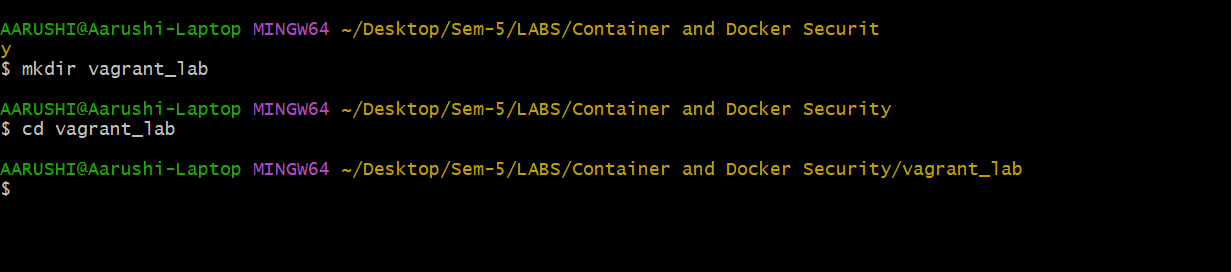 AARUSHI@Aarushi-Laptop MINGW64 ~/Desktop/Sem-5/LABS/Container and Docker Securit
y
$ mkdir vagrant_lab
AARUSHI@Aarushi-Laptop MINGW64 ~/Desktop/Sem-5/LABS/Container and Docker Security
$ cd vagrant_lab
AARUSHI@Aarushi-Laptop MINGW64 ~/Desktop/Sem-5/LABS/Container and Docker Security/vagrant_lab
$